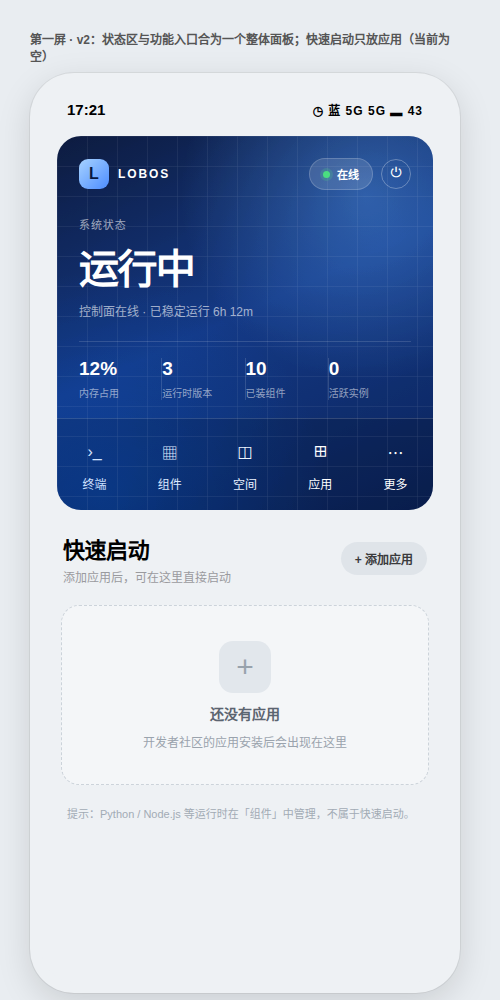 第一屏 · v2：状态区与功能入口合为一个整体面板；快速启动只放应用（当前为
空）
17:21
蓝 5G 5G 43
L LOBOS 在线
系统状态
运行中
控制面在线 · 已稳定运行 6h 12m
12% 3 10 0
内存占用 运行时版本 已装组件 活跃实例
›_
终端 组件 空间 应用 更多
快速启动
+ 添加应用
添加应用后，可在这里直接启动
+
还没有应用
开发者社区的应用安装后会出现在这里
提示：Python / Node.js 等运行时在「组件」中管理，不属于快速启动。